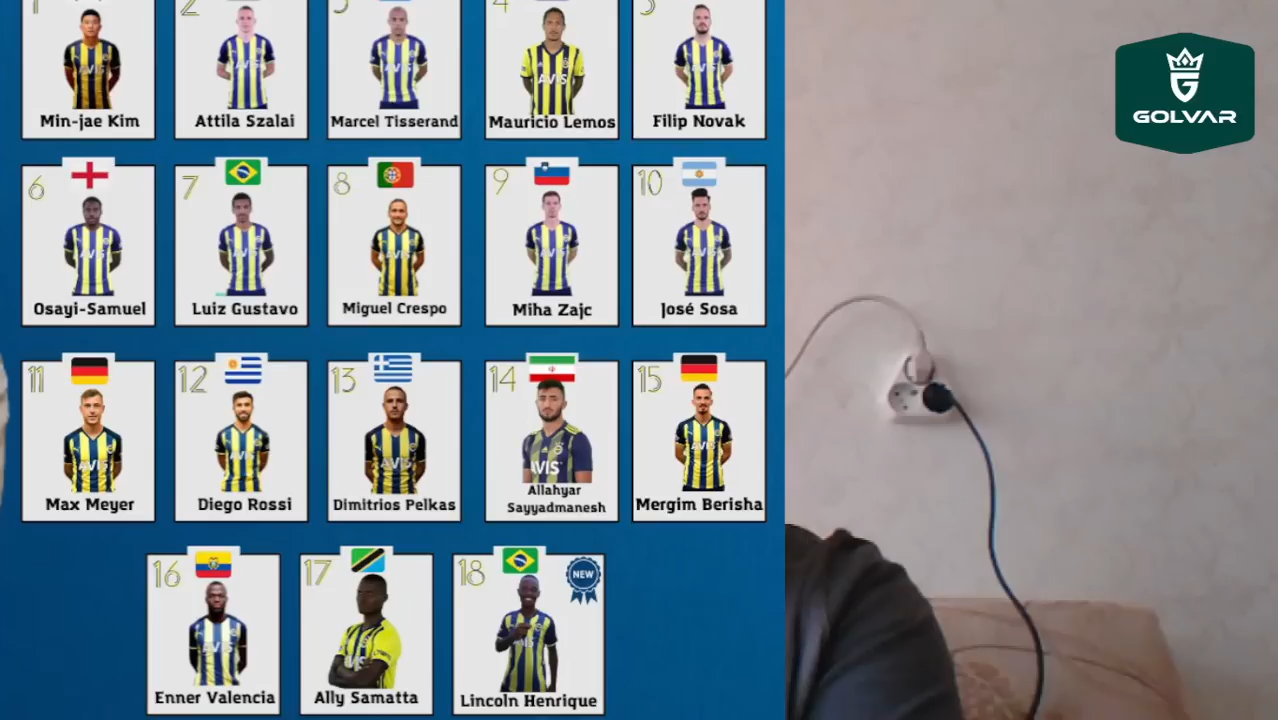 1 2 3 4 5
Min-jae Kim Attila Szalai Marcel Tisserand Mauricio Lemos Filip Novak
GOLVAR
6 7 8 9 10
Osayi-Samuel Luiz Gustavo Miguel Crespo Miha Zajc José Sosa
11 12 13 14 15
AVIS AVIS
Max Meyer Diego Rossi Dimitrios Pelkas Allahyar Mergim Berisha
Sayyadmanesh
16 17 18 NEW
Enner Valencia Ally Samatta Lincoln Henrique